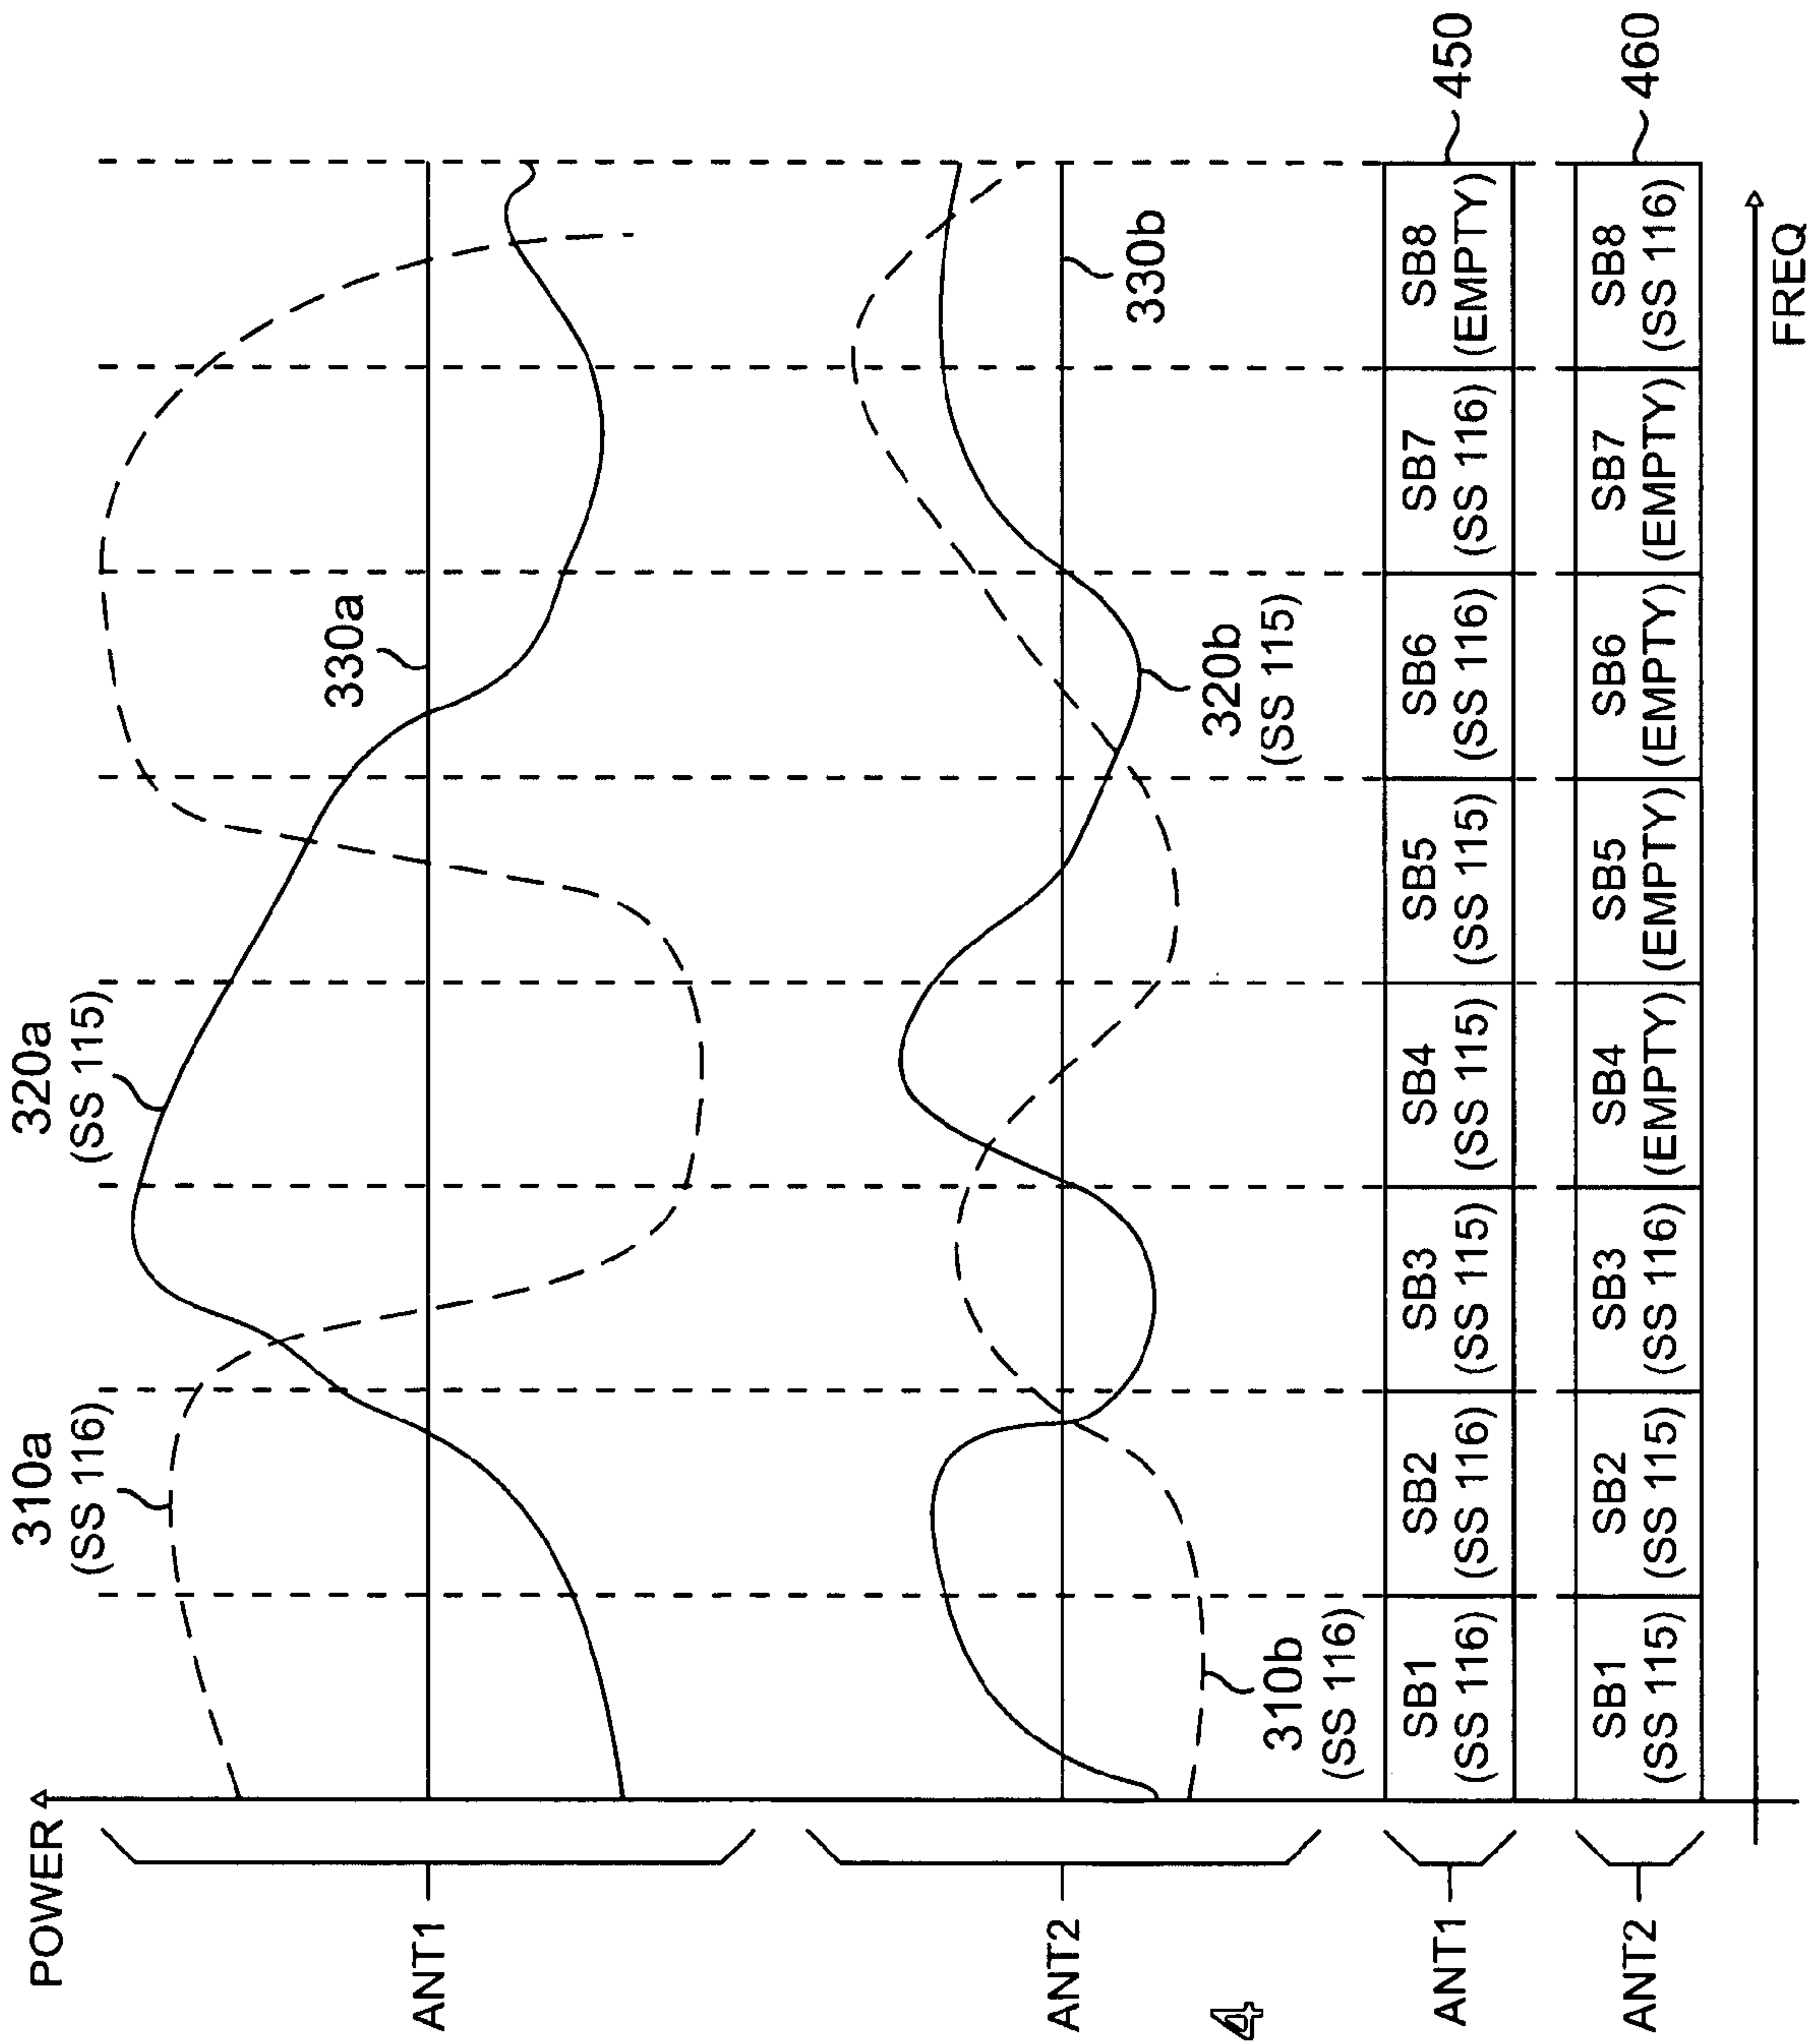 POWER
310a
(SS 116)
320a
(SS 115)
330a
ANT1
ANT2
310b
(SS 116)
320b
(SS 115)
330b
ANT1
SB1
(SS 116)
SB2
(SS 116)
SB3
(SS 115)
SB4
(SS 115)
SB5
(SS 115)
SB6
(SS 116)
SB7
(SS 116)
SB8
(EMPTY)
450
ANT2
SB1
(SS 115)
SB2
(SS 115)
SB3
(SS 116)
SB4
(EMPTY)
SB5
(EMPTY)
SB6
(EMPTY)
SB7
(EMPTY)
SB8
(SS 116)
460
FREQ
4